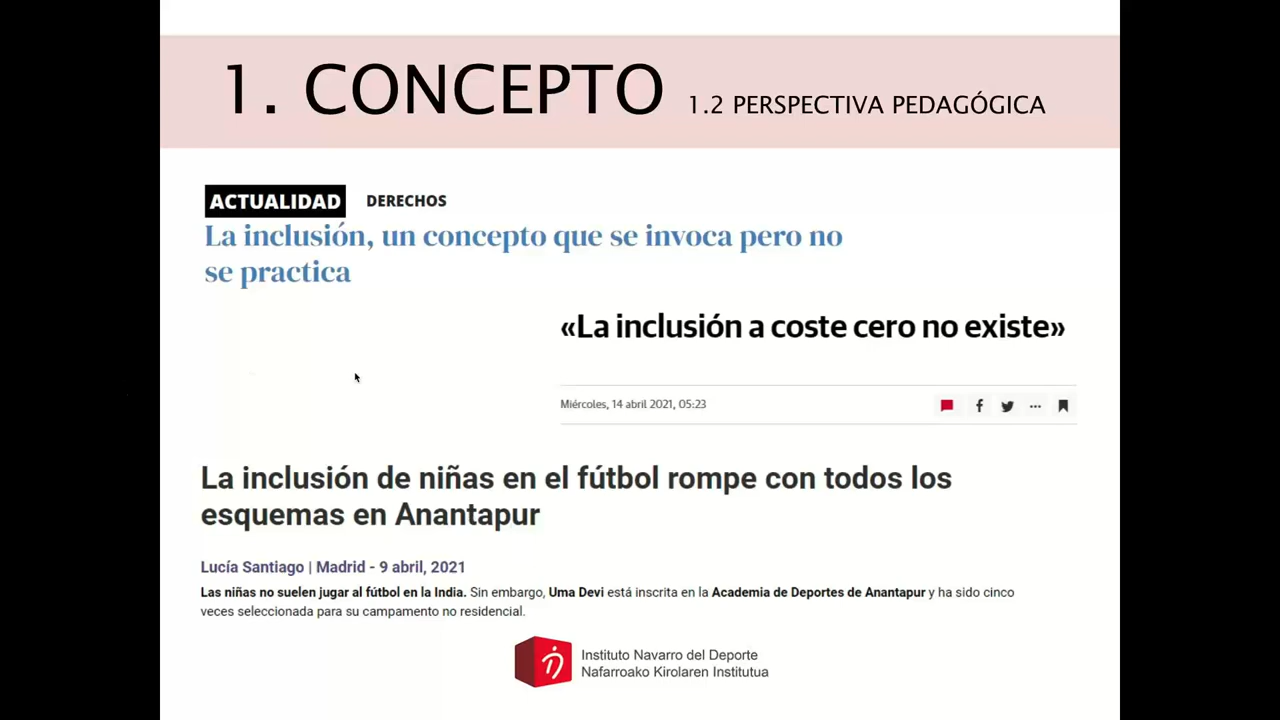 1. CONCEPTO 1.2 PERSPECTIVA PEDAGÓGICA
ACTUALIDAD DERECHOS
La inclusión, un concepto que se invoca pero no
se practica
«La inclusión a coste cero no existe»
Miércoles, 14 abril 2021, 05:23
La inclusión de niñas en el fútbol rompe con todos los
esquemas en Anantapur
Lucía Santiago | Madrid - 9 abril, 2021
Las niñas no suelen jugar al fútbol en la India. Sin embargo, Uma Devi está inscrita en la Academia de Deportes de Anantapur y ha sido cinco
veces seleccionada para su campamento no residencial.
Instituto Navarro del Deporte
Nafarroako Kirolaren Institutua